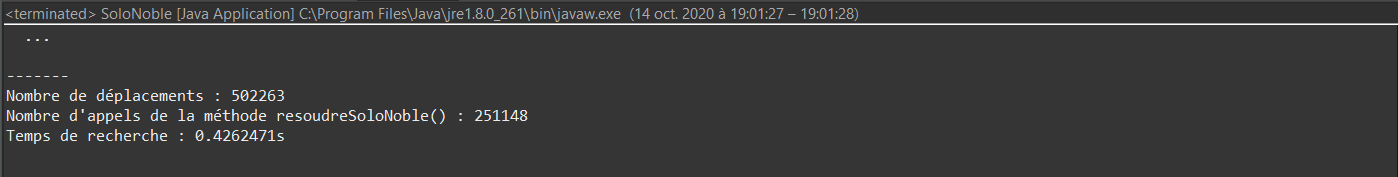 <terminated> SoloNoble [Java Application] C:\Program Files\Java\jre1.8.0_261\bin\javaw.exe (14 oct. 2020 à 19:01:27 – 19:01:28)
...
-------
Nombre de déplacements : 502263
Nombre d'appels de la méthode resoudreSoloNoble() : 251148
Temps de recherche : 0.4262471s